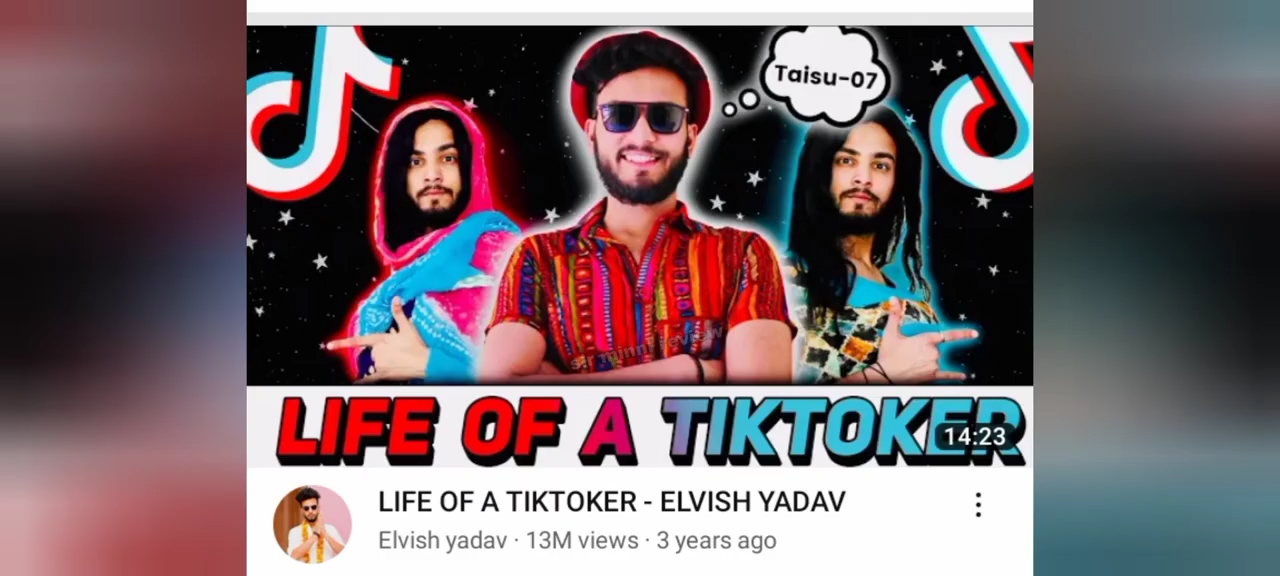 Taisu-07
LIFE OF A TIKTOKER
14:23
LIFE OF A TIKTOKER - ELVISH YADAV
Elvish yadav · 13M views · 3 years ago